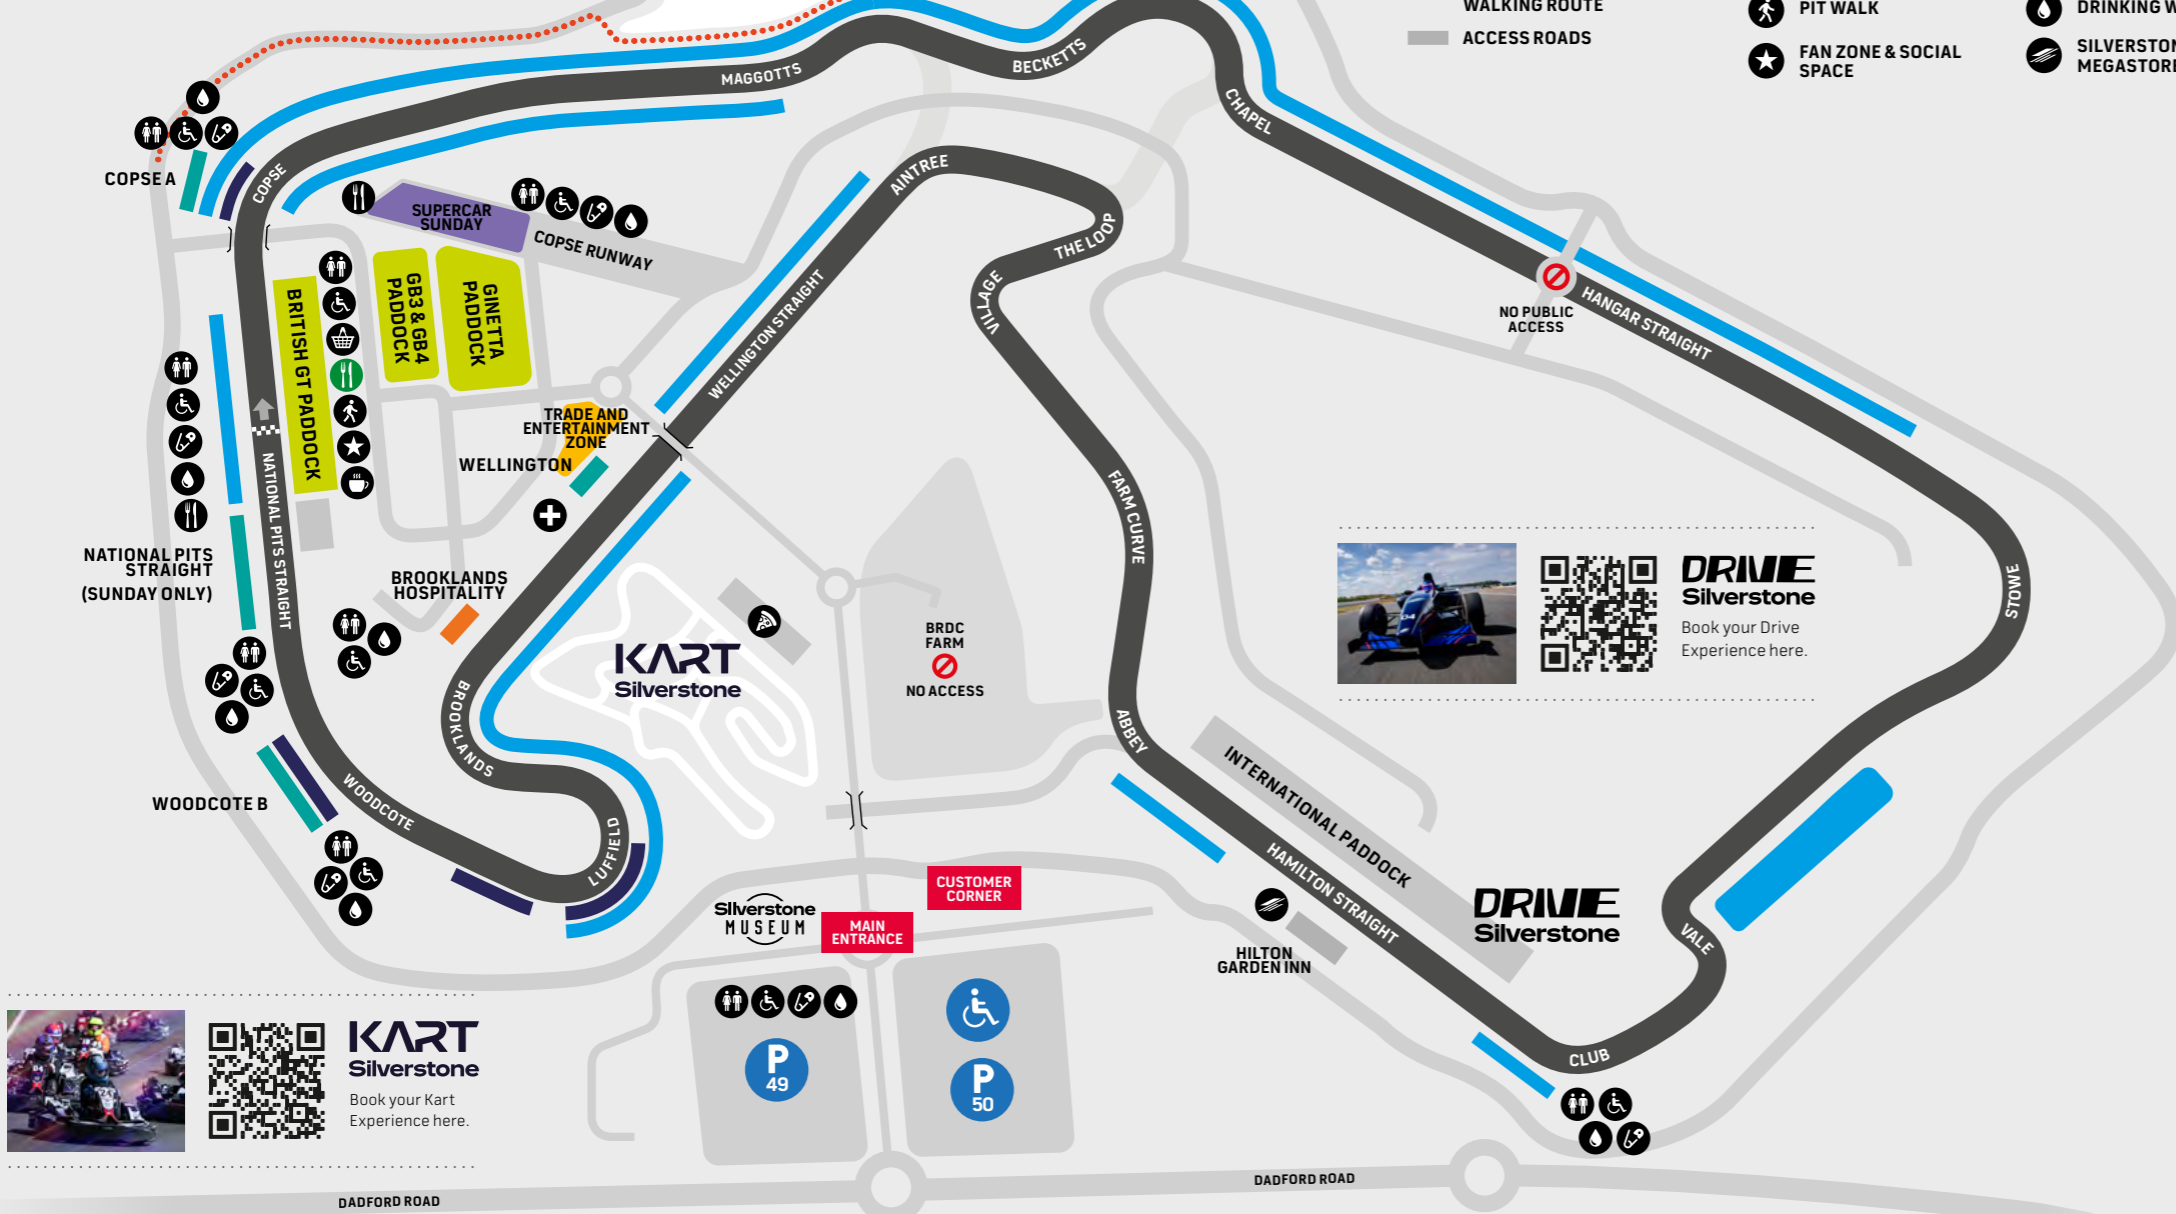 WALKING ROUTE
ACCESS ROADS
PIT WALK
FAN ZONE & SOCIAL
SPACE
DRINKING W
SILVERSTON
MEGASTORE
MAGGOTTS
BECKETTS
CHAPEL
COPSE A
COPSE
SUPERCAR
SUNDAY
COPSE RUNWAY
AINTREE
THE LOOP
VILLAGE
WELLINGTON STRAIGHT
NO PUBLIC
ACCESS
HANGAR STRAIGHT
BRITISH GT PADDOCK
GB3 & GB4
PADDOCK
GINETTA
PADDOCK
TRADE AND
ENTERTAINMENT
ZONE
WELLINGTON
NATIONAL PITS STRAIGHT
NATIONAL PITS
STRAIGHT
(SUNDAY ONLY)
BROOKLANDS
HOSPITALITY
FARM CURVE
STOWE
DRIVE
Silverstone
Book your Drive
Experience here.
KART
Silverstone
BRDC
FARM
NO ACCESS
BROOKLANDS
ABBEY
WOODCOTE B
WOODCOTE
LUFFIELD
INTERNATIONAL PADDOCK
HAMILTON STRAIGHT
DRIVE
Silverstone
VALE
CLUB
CUSTOMER
CORNER
MAIN
ENTRANCE
Silverstone
MUSEUM
HILTON
GARDEN INN
P
49
P
50
KART
Silverstone
Book your Kart
Experience here.
DADFORD ROAD
DADFORD ROAD